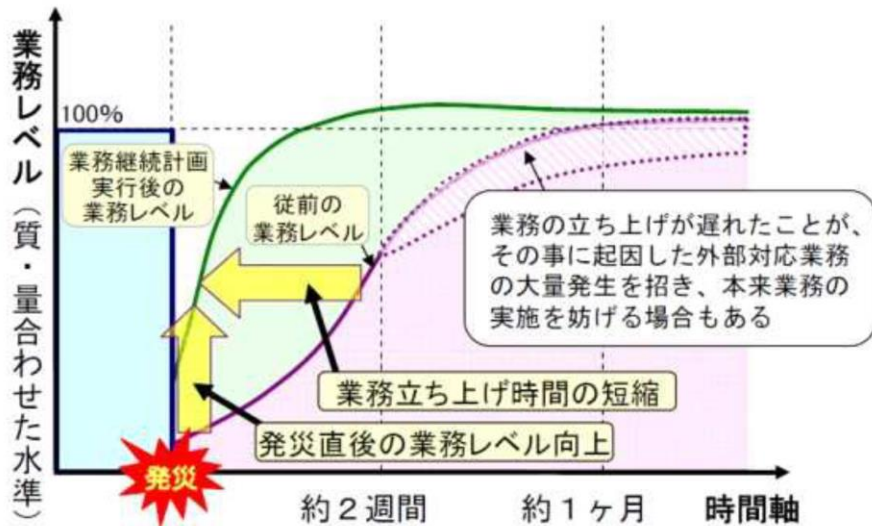 業務レベル（質・量合わせた水準）
100%
業務継続計画
実行後の
業務レベル
従前の
業務レベル
業務の立ち上げが遅れたことが、
その事に起因した外部対応業務
の大量発生を招き、本来業務の
実施を妨げる場合もある
業務立ち上げ時間の短縮
発災直後の業務レベル向上
発災
約２週間
約１ヶ月
時間軸